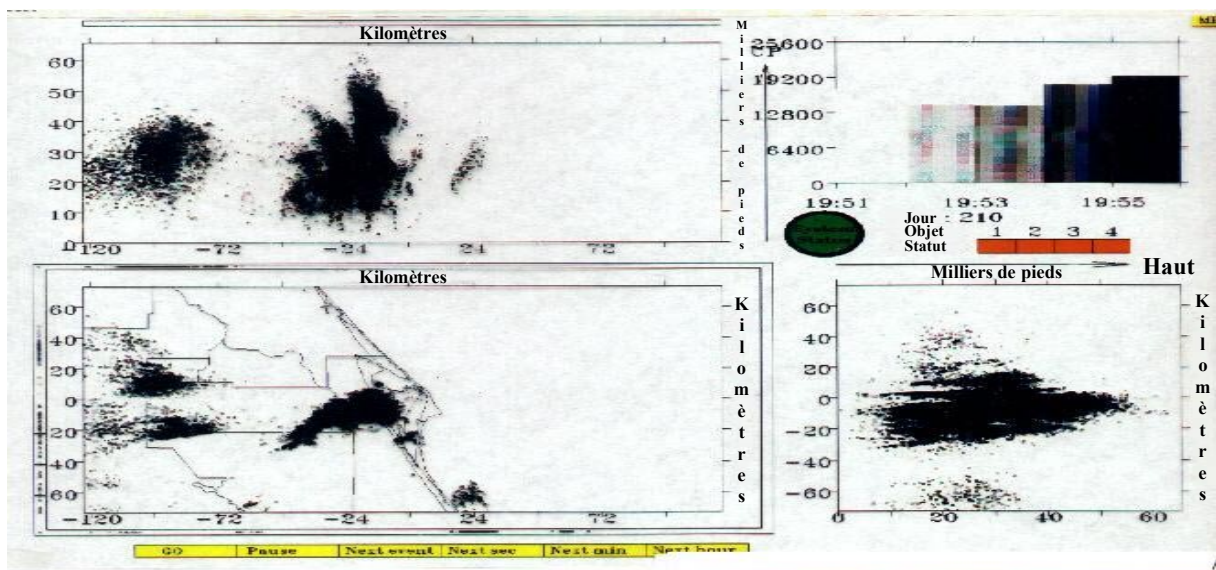 Kilomètres
60
50
40
30
20
10
0
-120 -72 -24 24 72
Milliers de pieds
CP
25600
19200
12800
6400
0
19:51 19:53 19:55
System
Status
Jour : 210
Objet 1 2 3 4
Statut
Kilomètres
60
40
20
0
-20
-40
-60
-120 -72 -24 24 72
Kilomètres
Milliers de pieds
Haut
60
40
20
0
-20
-40
-60
0 20 40 60
Kilomètres
GO Pause Next event Next sec Next min Next hour